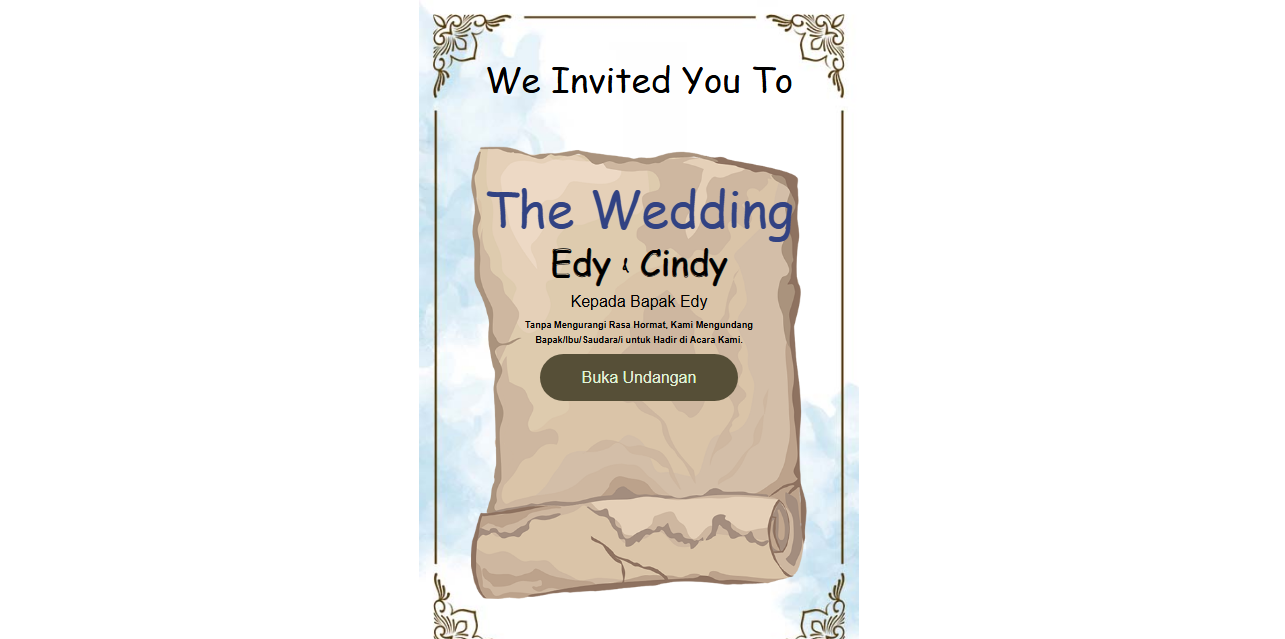 We Invited You To
The Wedding
Edy & Cindy
Kepada Bapak Edy
Tanpa Mengurangi Rasa Hormat, Kami Mengundang
Bapak/Ibu/Saudara/i untuk Hadir di Acara Kami.
Buka Undangan